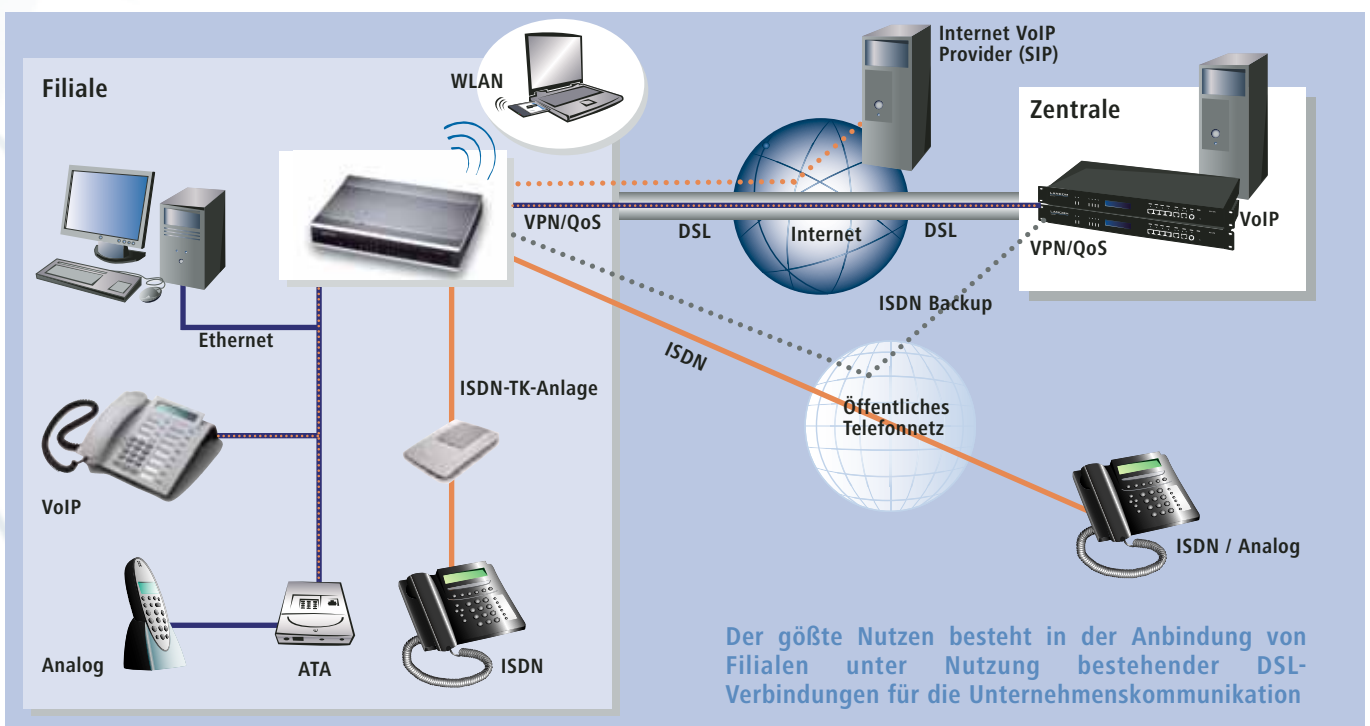 Filiale
WLAN
Internet VoIP
Provider (SIP)
Zentrale
VPN/QoS
DSL
Internet
DSL
VPN/QoS
VoIP
ISDN Backup
Ethernet
ISDN
ISDN-TK-Anlage
Öffentliches
Telefonnetz
VoIP
ISDN / Analog
Analog
ATA
ISDN
Der gößte Nutzen besteht in der Anbindung von
Filialen unter Nutzung bestehender DSL-
Verbindungen für die Unternehmenskommunikation